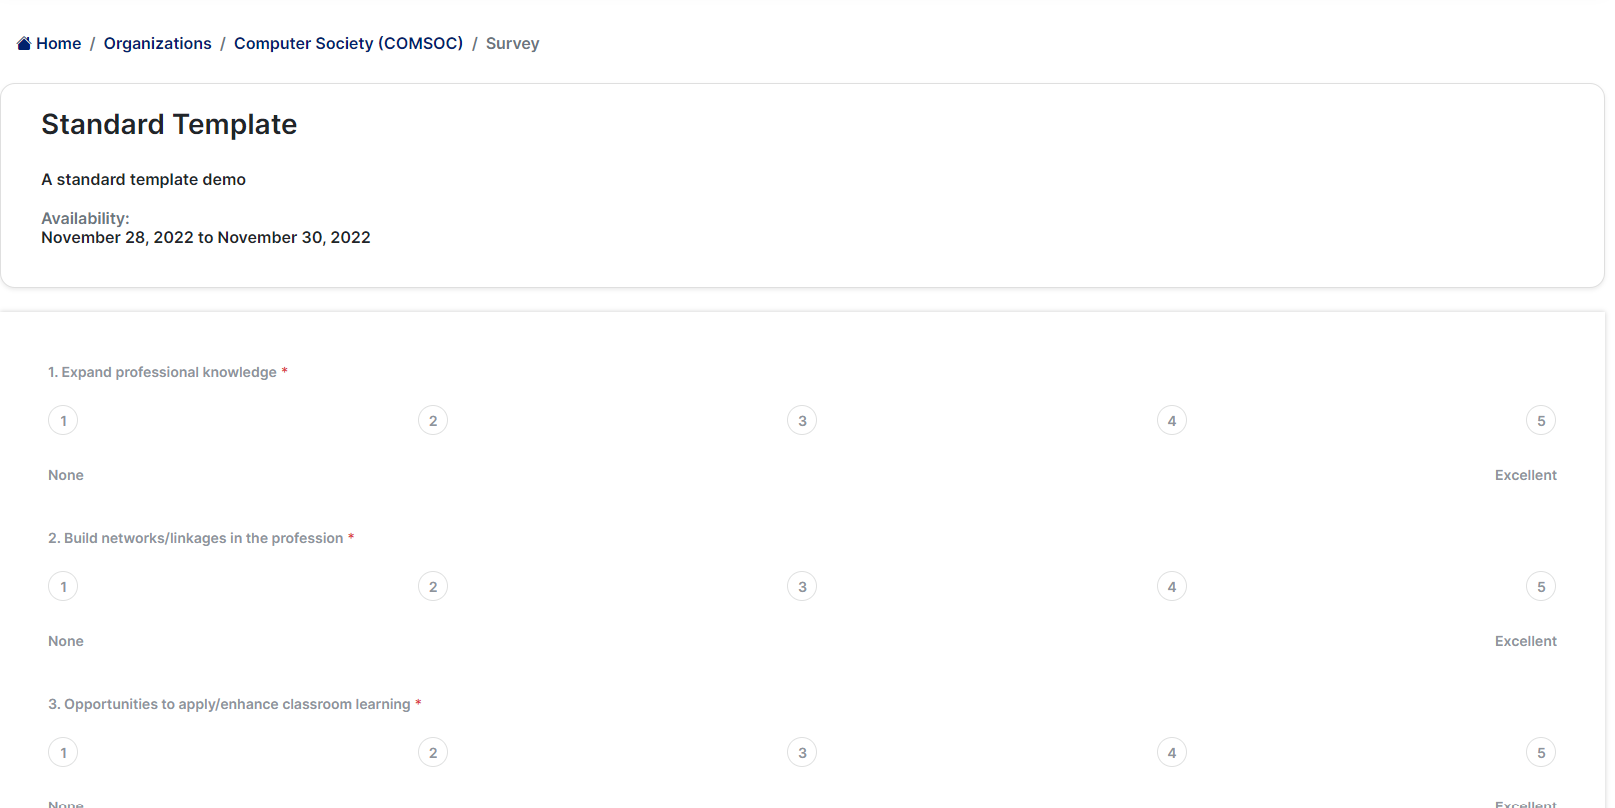 Home / Organizations / Computer Society (COMSOC) / Survey
Standard Template
A standard template demo
Availability:
November 28, 2022 to November 30, 2022
1. Expand professional knowledge *
1 2 3 4 5
None Excellent
2. Build networks/linkages in the profession *
1 2 3 4 5
None Excellent
3. Opportunities to apply/enhance classroom learning *
1 2 3 4 5
None Excellent